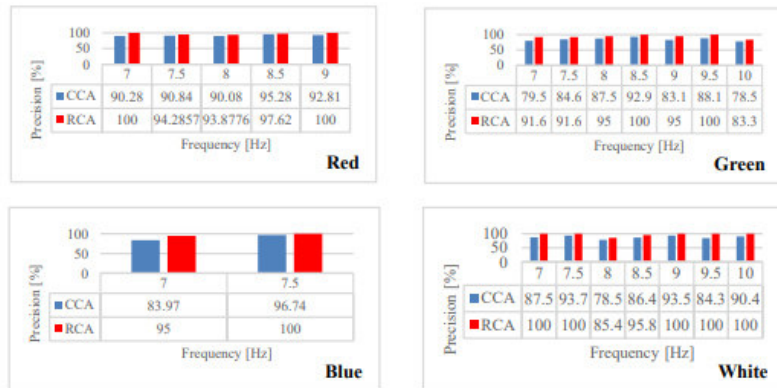 Precision [%]
100
50
0
7 7.5 8 8.5 9
CCA 90.28 90.84 90.08 95.28 92.81
RCA 100 94.2857 93.8776 97.62 100
Frequency [Hz]
Red
Precision [%]
100
50
0
7 7.5 8 8.5 9 9.5 10
CCA 79.5 84.6 87.5 92.9 83.1 88.1 78.5
RCA 91.6 91.6 95 100 95 100 83.3
Frequency [Hz]
Green
Precision [%]
100
50
0
7 7.5
CCA 83.97 96.74
RCA 95 100
Frequency [Hz]
Blue
Precision [%]
100
50
0
7 7.5 8 8.5 9 9.5 10
CCA 87.5 93.7 78.5 86.4 93.5 84.3 90.4
RCA 100 100 85.4 95.8 100 100 100
Frequency [Hz]
White